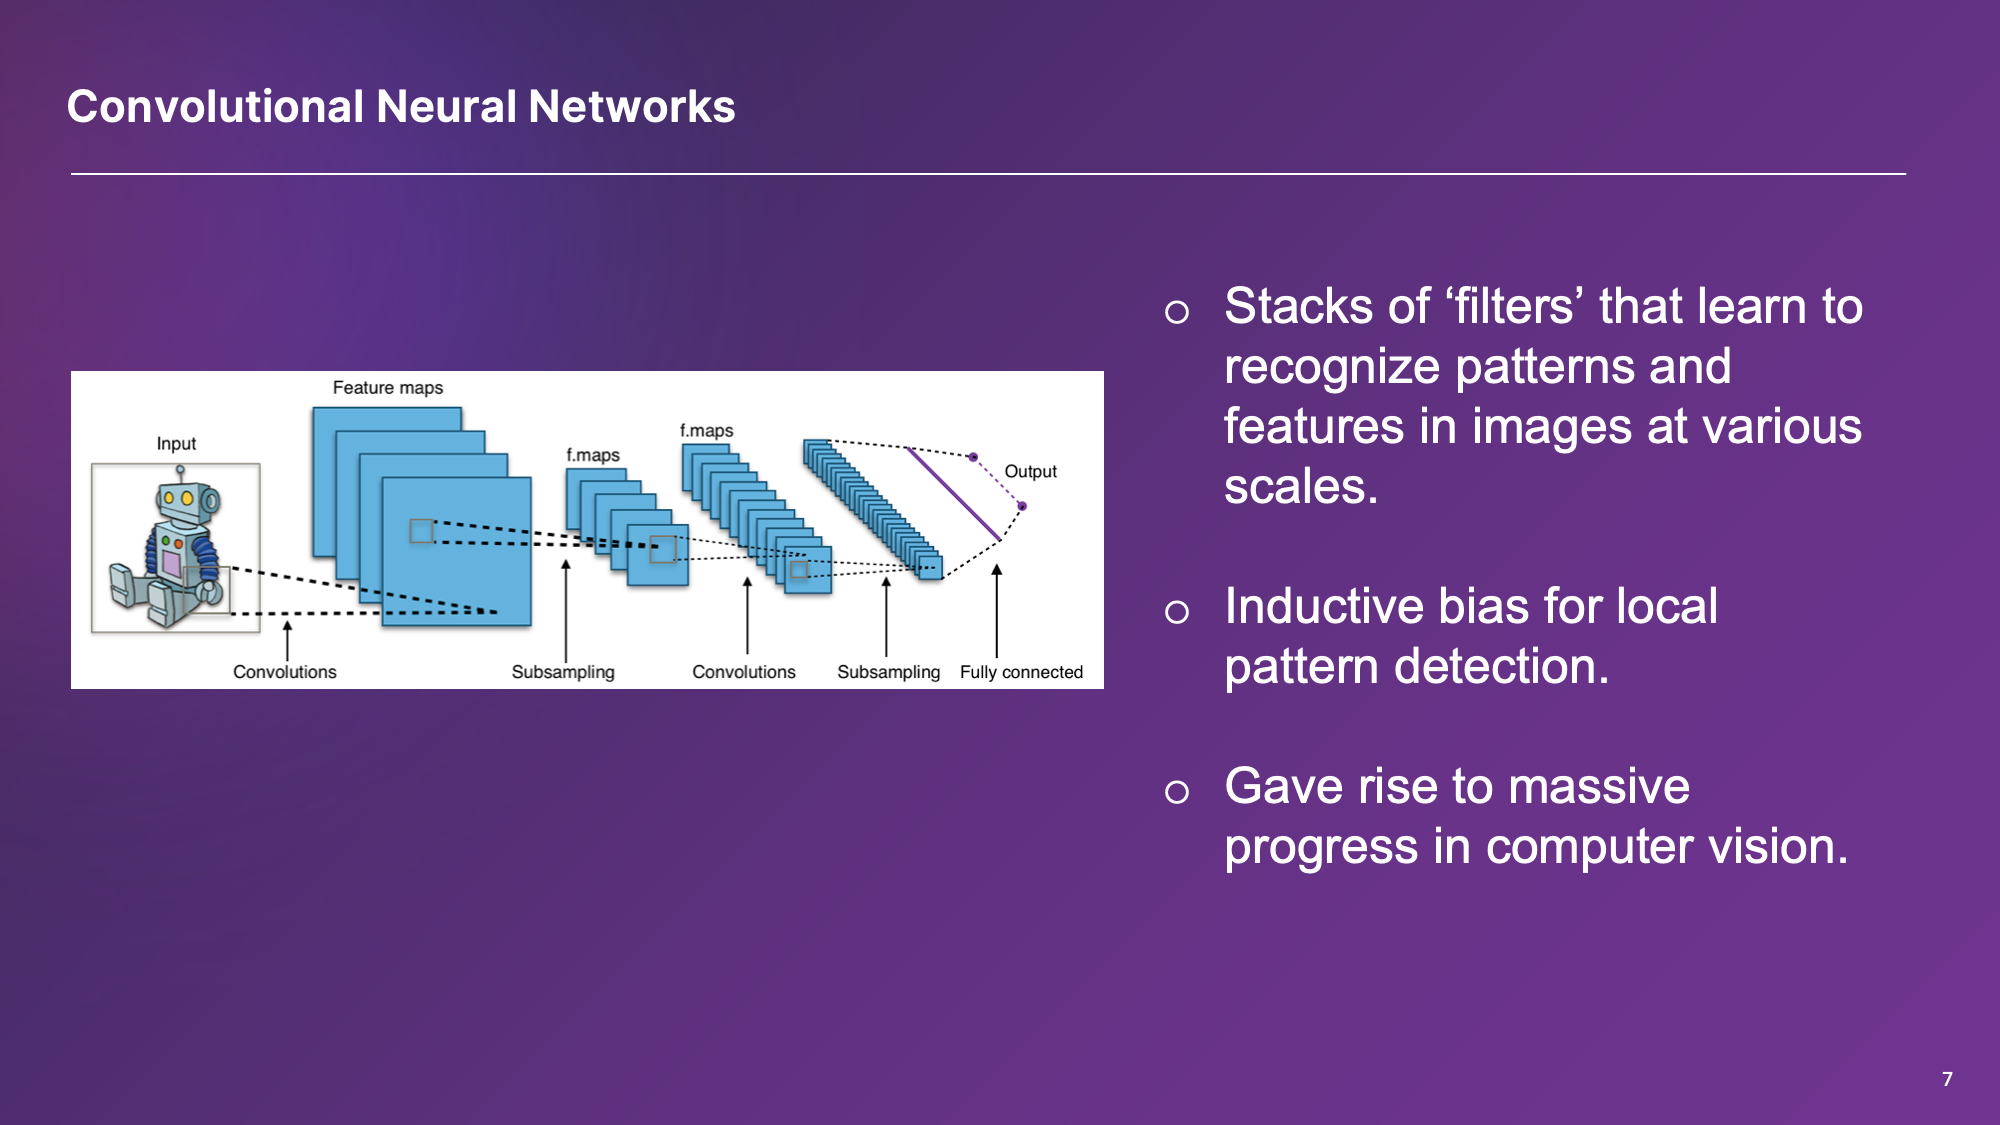 Convolutional Neural Networks
Feature maps
Input
f.maps
f.maps
Output
Convolutions
Subsampling
Convolutions
Subsampling
Fully connected
Stacks of ‘filters’ that learn to
recognize patterns and
features in images at various
scales.
Inductive bias for local
pattern detection.
Gave rise to massive
progress in computer vision.
7